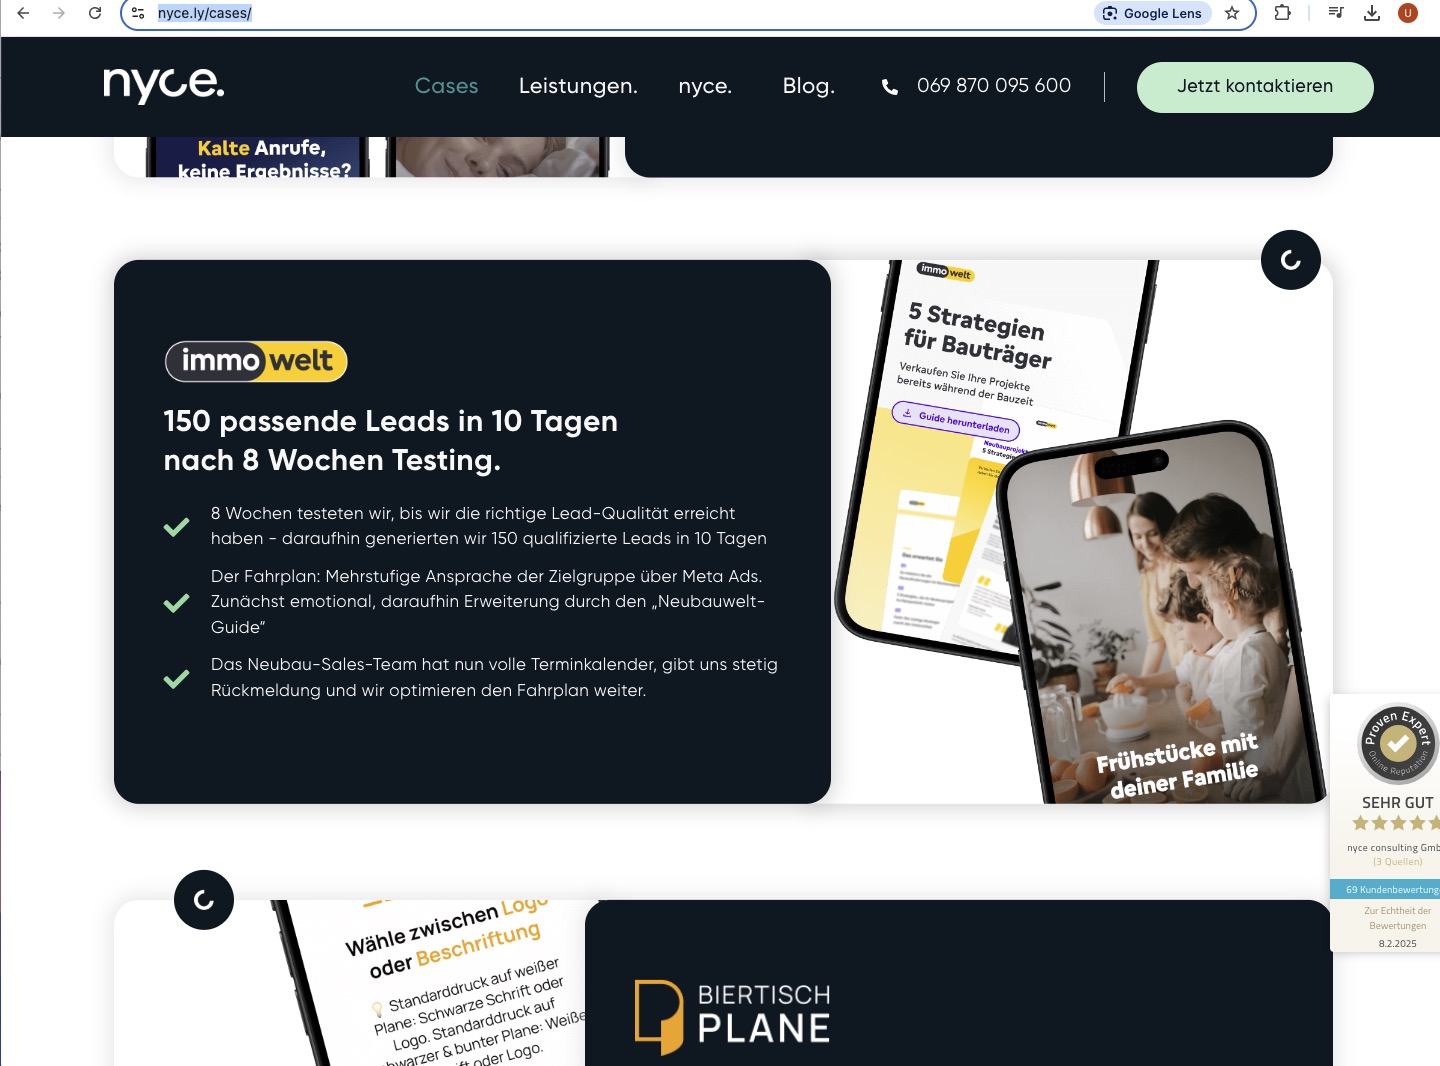 nyce.ly/cases/
Google Lens
U
nyce.
Cases
Leistungen.
nyce.
Blog.
069 870 095 600
Jetzt kontaktieren
Kalte Anrufe,
keine Ergebnisse?
immowelt
150 passende Leads in 10 Tagen
nach 8 Wochen Testing.
8 Wochen testeten wir, bis wir die richtige Lead-Qualität erreicht
haben - daraufhin generierten wir 150 qualifizierte Leads in 10 Tagen
Der Fahrplan: Mehrstufige Ansprache der Zielgruppe über Meta Ads.
Zunächst emotional, daraufhin Erweiterung durch den „Neubauwelt-
Guide“
Das Neubau-Sales-Team hat nun volle Terminkalender, gibt uns stetig
Rückmeldung und wir optimieren den Fahrplan weiter.
immowelt
5 Strategien
für Bauträger
Verkaufen Sie Ihre Projekte
bereits während der Bauzeit
Guide herunterladen
Frühstücke mit
deiner Familie
Proven Expert
Online Reputation
SEHR GUT
nyce consulting Gmb
(3 Quellen)
69 Kundenbewertung
Zur Echtheit der
Bewertungen
8.2.2025
Wähle zwischen Logo
oder Beschriftung
Standarddruck auf weißer
Plane: Schwarze Schrift oder
Logo. Standarddruck auf
hwarzer & bunter Plane: Weiße
ift oder Logo.
BIERTISCH
PLANE